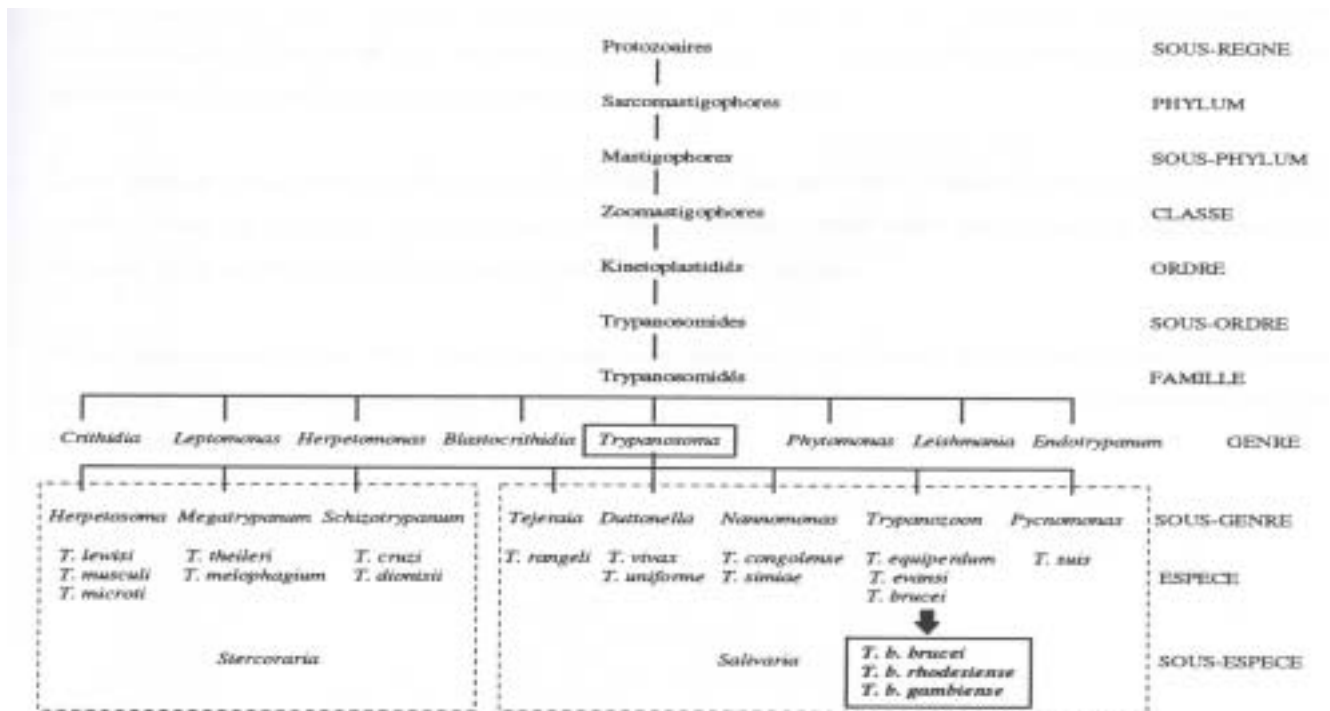 Protozoaires SOUS-REGNE
Sarcomastigophores PHYLUM
Mastigophores SOUS-PHYLUM
Zoomastigophores CLASSE
Kinetoplastidés ORDRE
Trypanosomides SOUS-ORDRE
Trypanosomidés FAMILLE
Crithidia Leptomonas Herpetomonas Blastocrithidia Trypanosoma Phytomonas Leishmania Endotrypanum GENRE
Herpetosoma Megatrypanum Schizotrypanum Tejeraia Duttonella Nannomonas Trypanozoon Pycnomonas SOUS-GENRE
T. lewisi T. theileri T. cruzi T. rangeli T. vivax T. congolense T. equiperdum T. suis
T. musculi T. melophagium T. dionisii T. uniforme T. simiae T. evansi ESPECE
T. microti T. brucei
Stercoraria Salivaria T. b. brucei SOUS-ESPECE
T. b. rhodesiense
T. b. gambiense